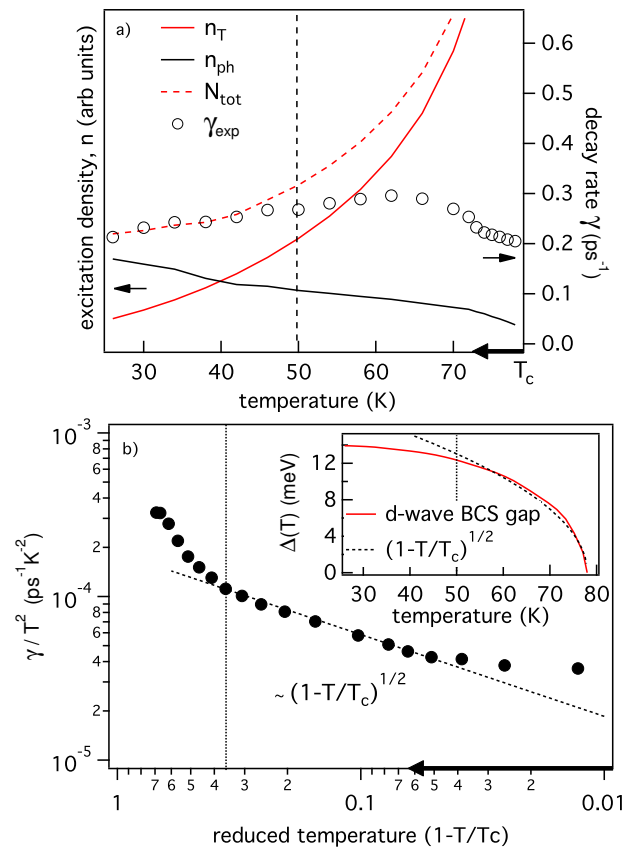 a)
n_T
n_ph
N_tot
γ_exp
excitation density, n (arb units)
0.6
0.5
0.4
0.3
0.2
0.1
0.0
decay rate γ (ps^-1)
30 40 50 60 70 T_c
temperature (K)
b)
10^-3
4
2
10^-4
8
6
4
2
10^-5
γ/T^2 (ps^-1K^-2)
~ (1-T/T_c)^1/2
7 6 5 4 3 2 8 7 6 5 4 3 2
1 0.1 0.01
reduced temperature (1-T/Tc)
12
8
4
0
Δ(T) (meV)
d-wave BCS gap
(1-T/T_c)^1/2
30 40 50 60 70 80
temperature (K)